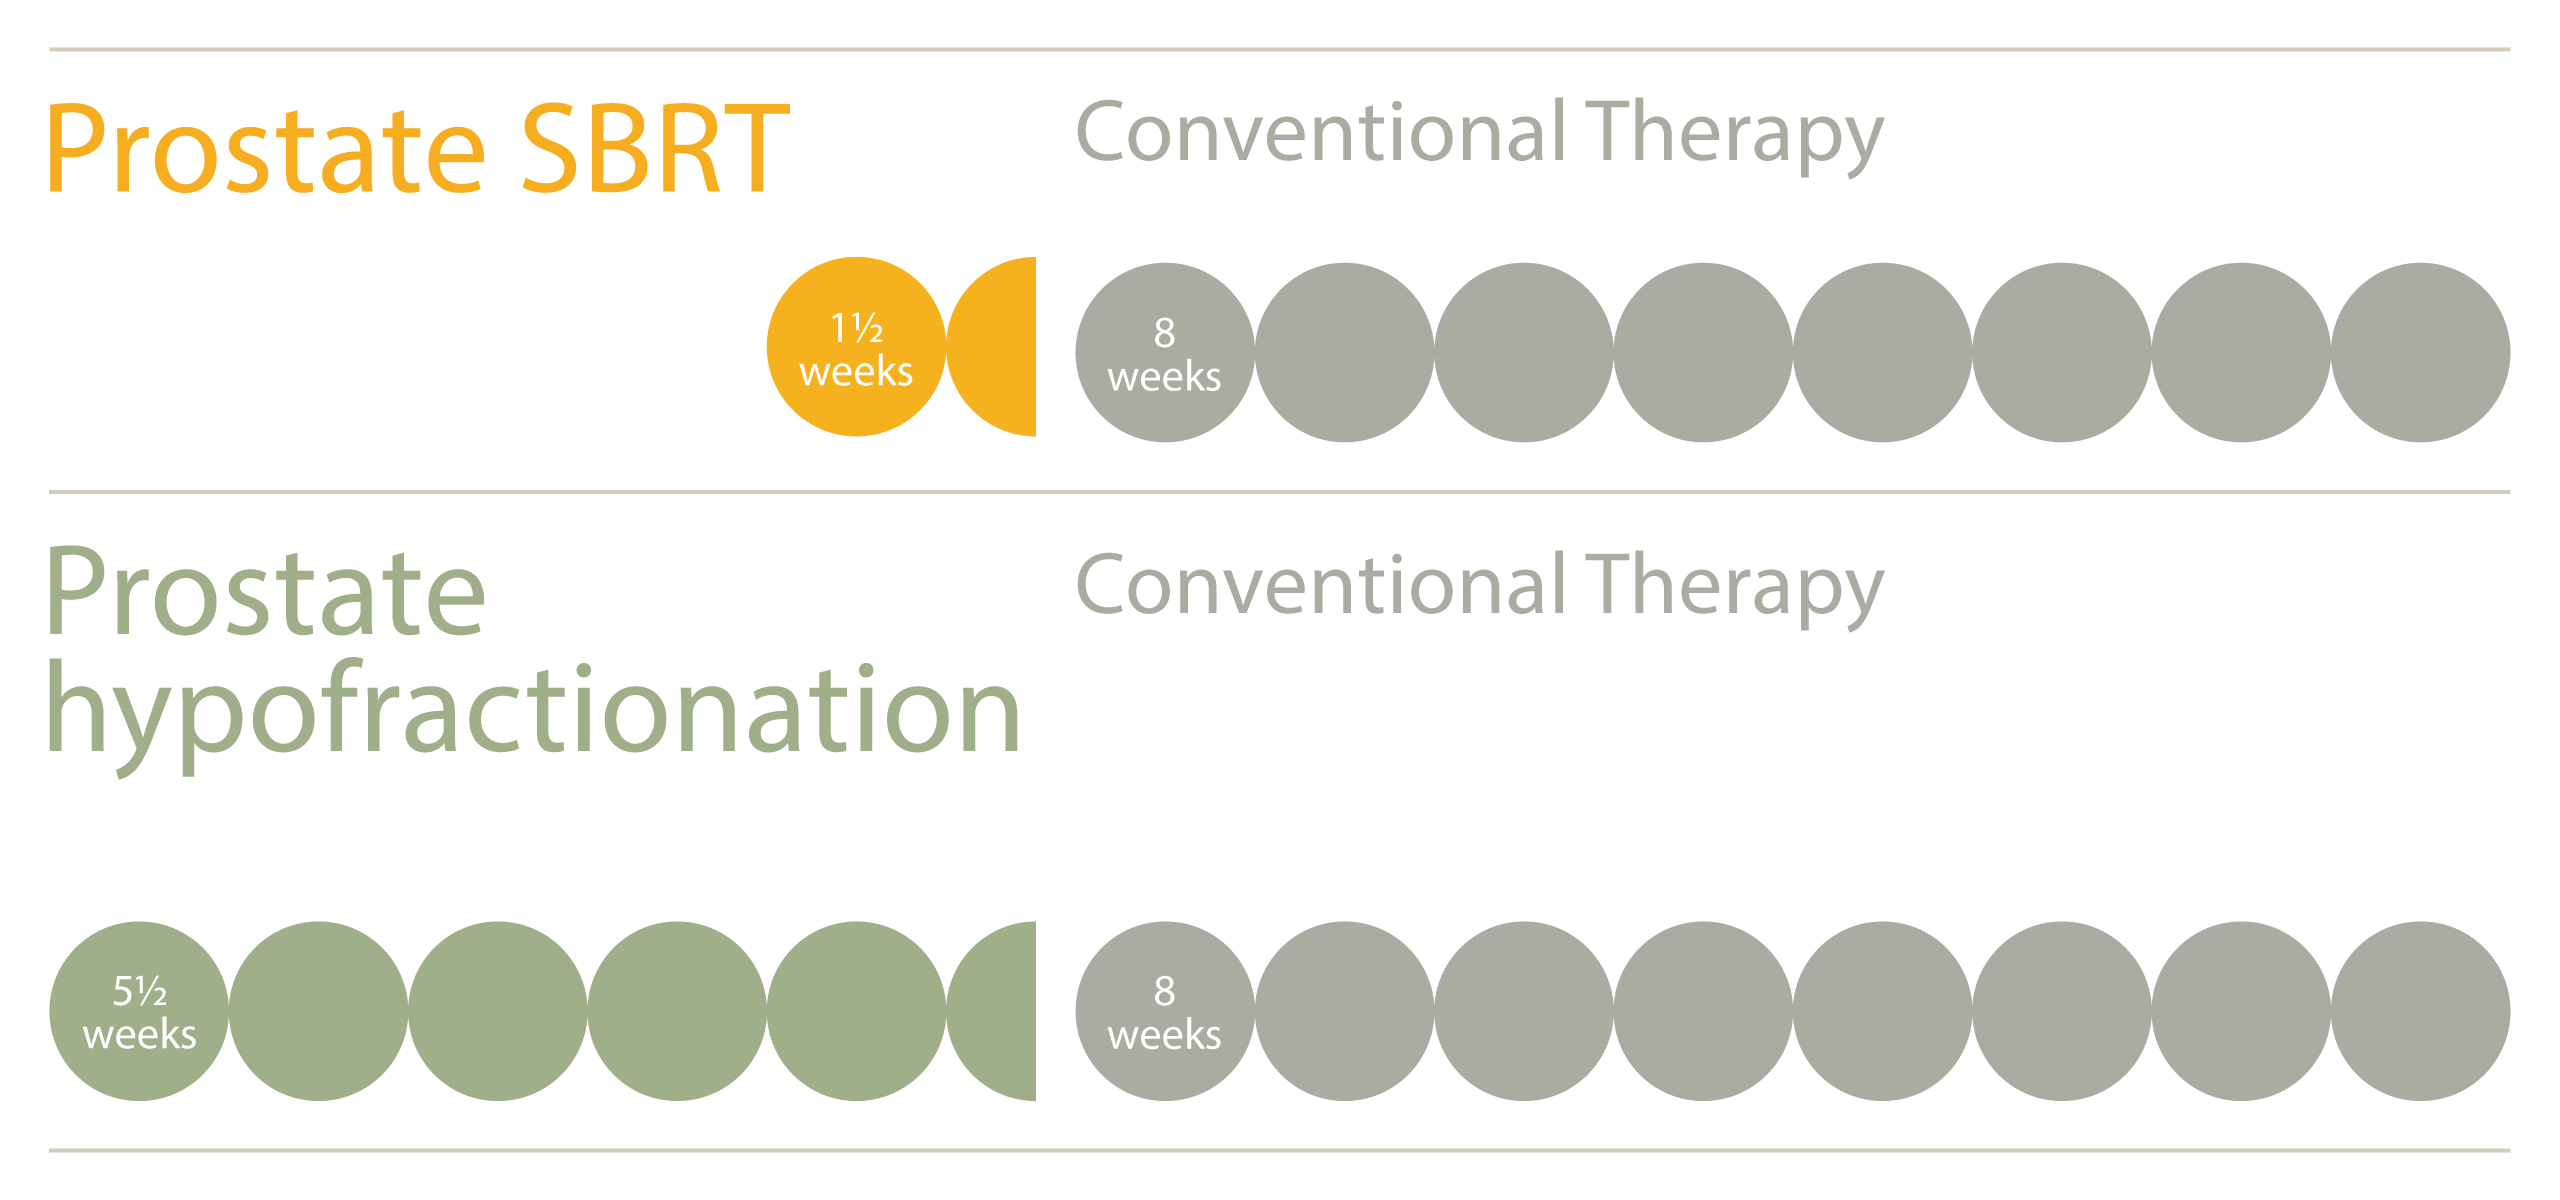 Prostate SBRT
Conventional Therapy
1½
weeks
8
weeks
Prostate
hypofractionation
Conventional Therapy
5½
weeks
8
weeks